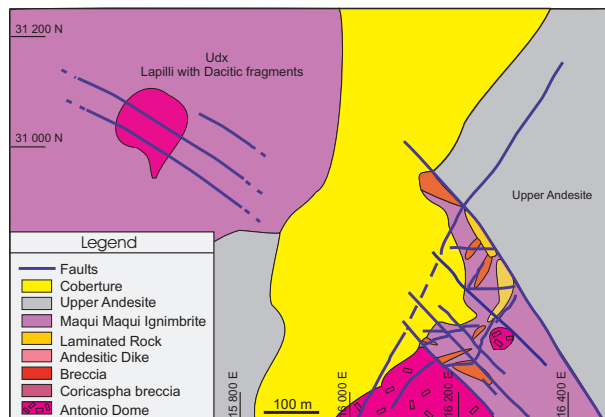 31 200 N
Udx
Lapilli with Dacitic fragments
31 000 N
Upper Andesite
Legend
Faults
Coberture
Upper Andesite
Maqui Maqui Ignimbrite
Laminated Rock
Andesitic Dike
Breccia
Coricaspha breccia
Antonio Dome
15 800 E
100 m
16 000 E
16 200 E
16 400 E